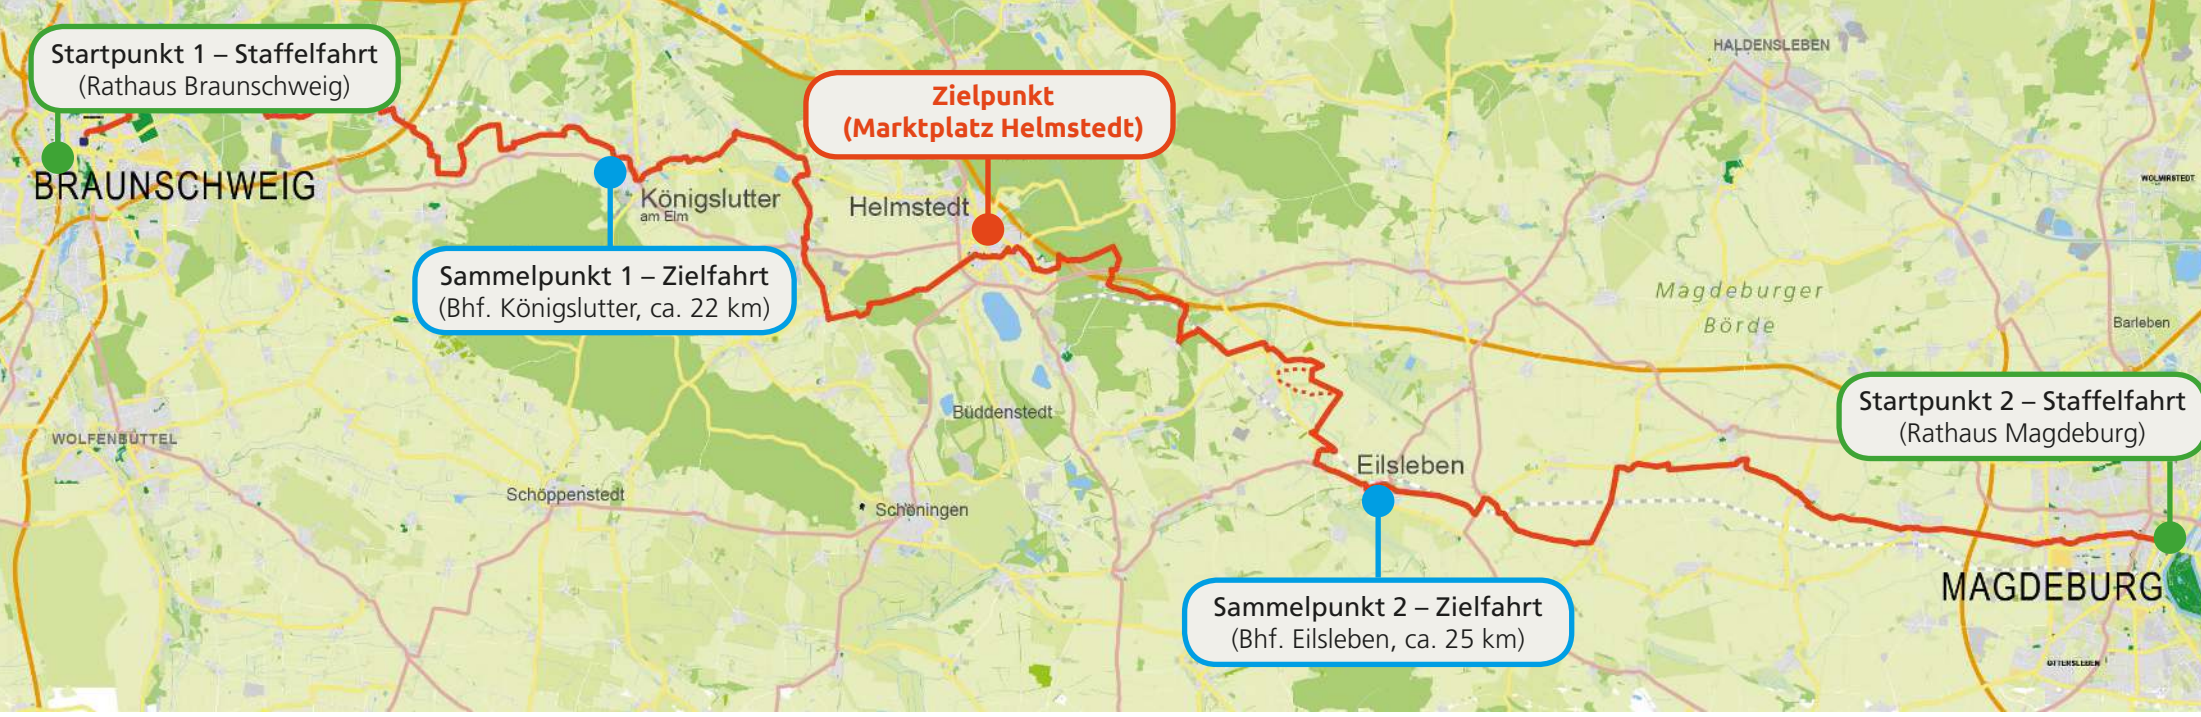 Startpunkt 1 – Staffelfahrt
(Rathaus Braunschweig)
BRAUNSCHWEIG
Sammelpunkt 1 – Zielfahrt
(Bhf. Königslutter, ca. 22 km)
Königslutter
am Elm
Zielpunkt
(Marktplatz Helmstedt)
Helmstedt
HALDENSLEBEN
WOLMIRSTEDT
Magdeburger
Börde
Barleben
WOLFENBÜTTEL
Büddenstedt
Schöppenstedt
Schöningen
Eilsleben
Sammelpunkt 2 – Zielfahrt
(Bhf. Eilsleben, ca. 25 km)
Startpunkt 2 – Staffelfahrt
(Rathaus Magdeburg)
MAGDEBURG
OTTERSLEBEN